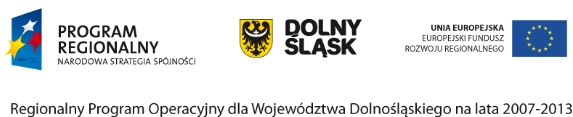 PROGRAM
REGIONALNY
NARODOWA STRATEGIA SPÓJNOŚCI
DOLNY
ŚLĄSK
UNIA EUROPEJSKA
EUROPEJSKI FUNDUSZ
ROZWOJU REGIONALNEGO
Regionalny Program Operacyjny dla Województwa Dolnośląskiego na lata 2007-2013